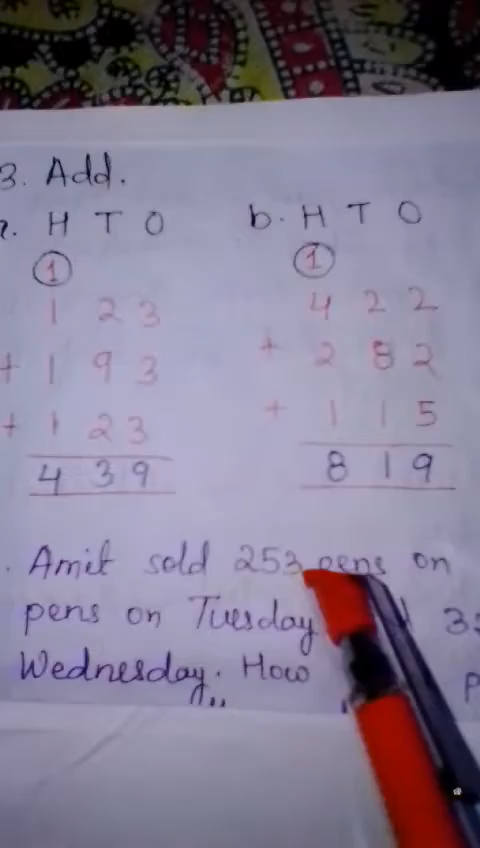 3. Add.
H T O
b. H T O
1
1
1 2 3
4 2 2
+ 1 9 3
+ 2 8 2
+ 1 2 3
+ 1 1 5
4 3 9
8 1 9
Amit sold 253 pens on
pens on Tuesday
Wednesday. How